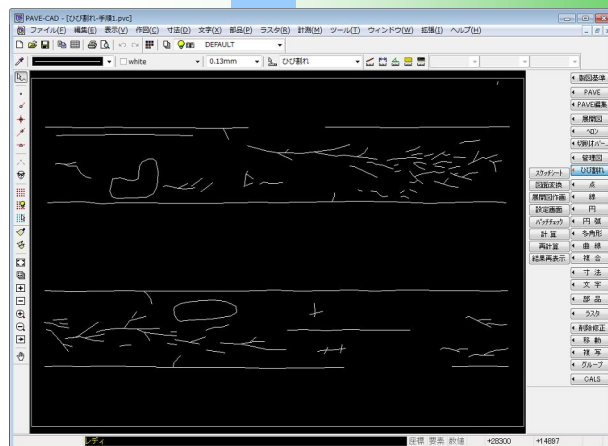 PAVE-CAD - [ひび割れ-手順1.pvc]
ファイル(F) 編集(E) 表示(V) 作図(C) 寸法(D) 文字(X) 部品(P) ラスタ(R) 計測(M) ツール(T) ウィンドウ(W) 拡張(I) ヘルプ(H)
DEFAULT
white 0.13mm ひび割れ
製図基準
PAVE
PAVE編集
展開図
ヘロン
切削オーバー..
管理図
スケッチシート ひび割れ
図面変換 点
展開図作画 線
設定画面 円
パッチチェック 円弧
計算 多角形
再計算 曲線
結果再表示 複合
寸法
文字
部品
ラスタ
削除修正
移動
複写
グループ
CALS
レディ 座標 要素 数値 +28300 +14897